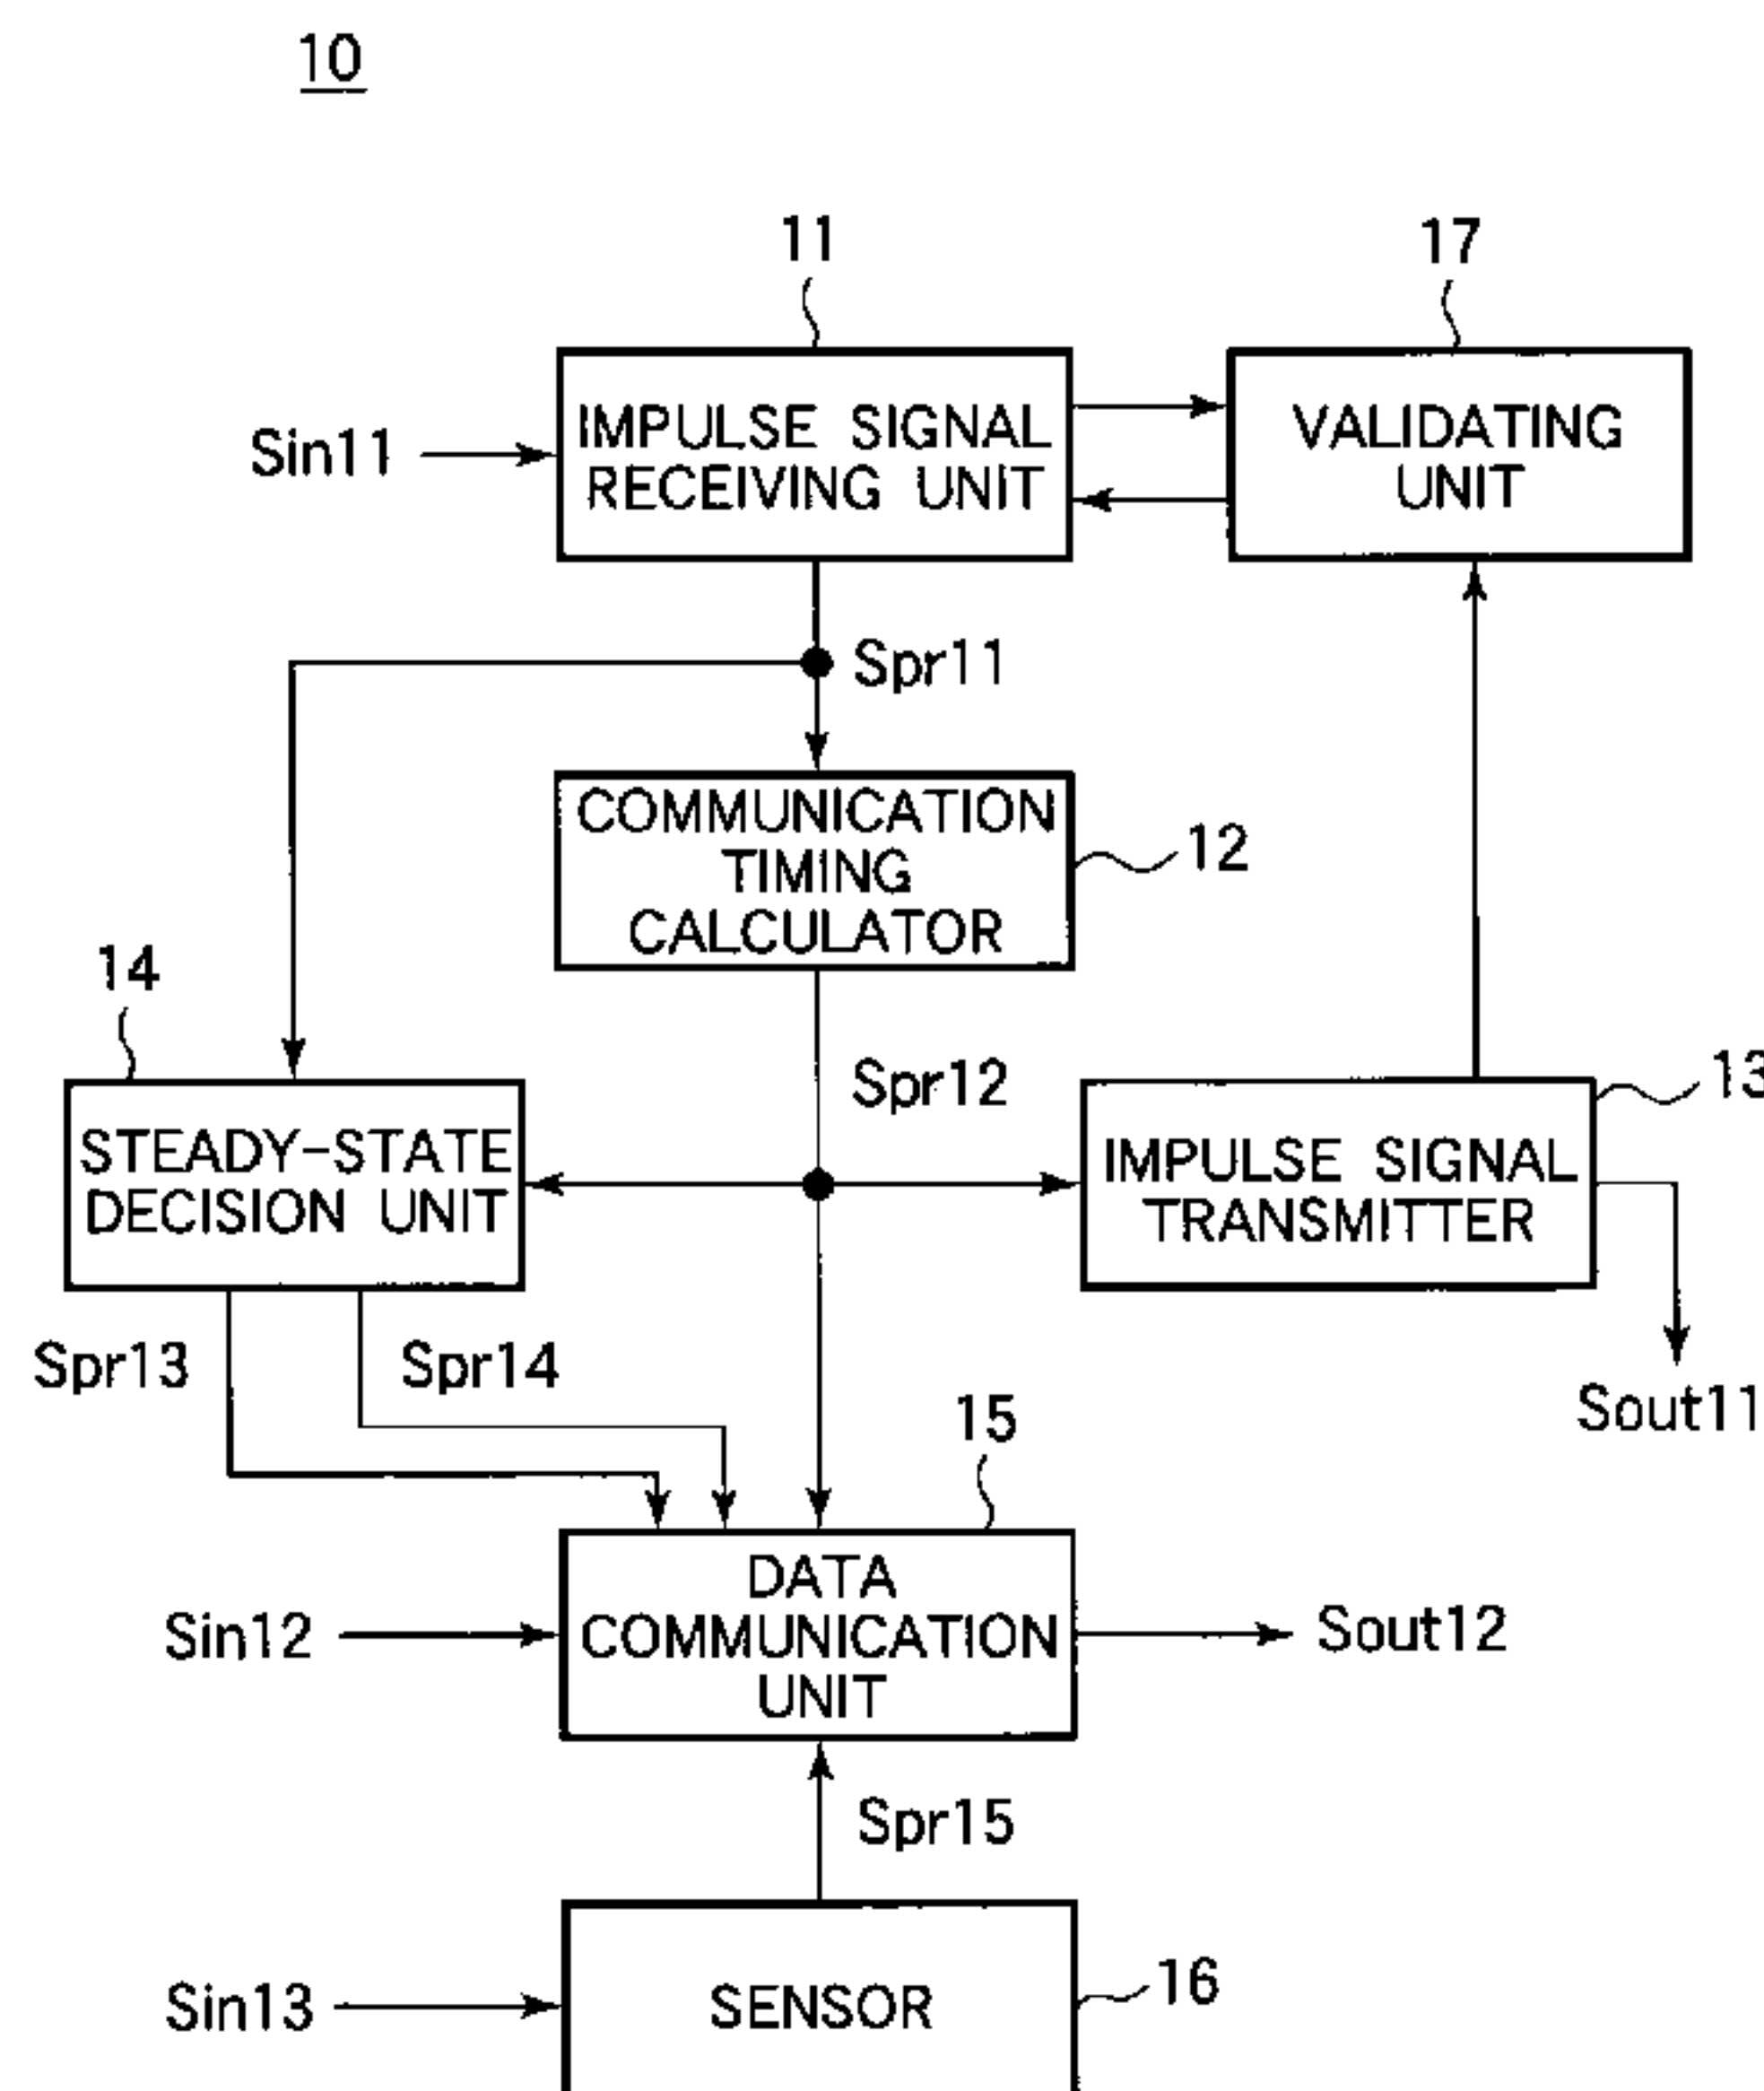 10
11
17
Sin11
IMPULSE SIGNAL
RECEIVING UNIT
VALIDATING
UNIT
Spr11
COMMUNICATION
TIMING
CALCULATOR
12
14
Spr12
13
STEADY-STATE
DECISION UNIT
IMPULSE SIGNAL
TRANSMITTER
Spr13
Spr14
15
Sout11
Sin12
DATA
COMMUNICATION
UNIT
Sout12
Spr15
Sin13
SENSOR
16